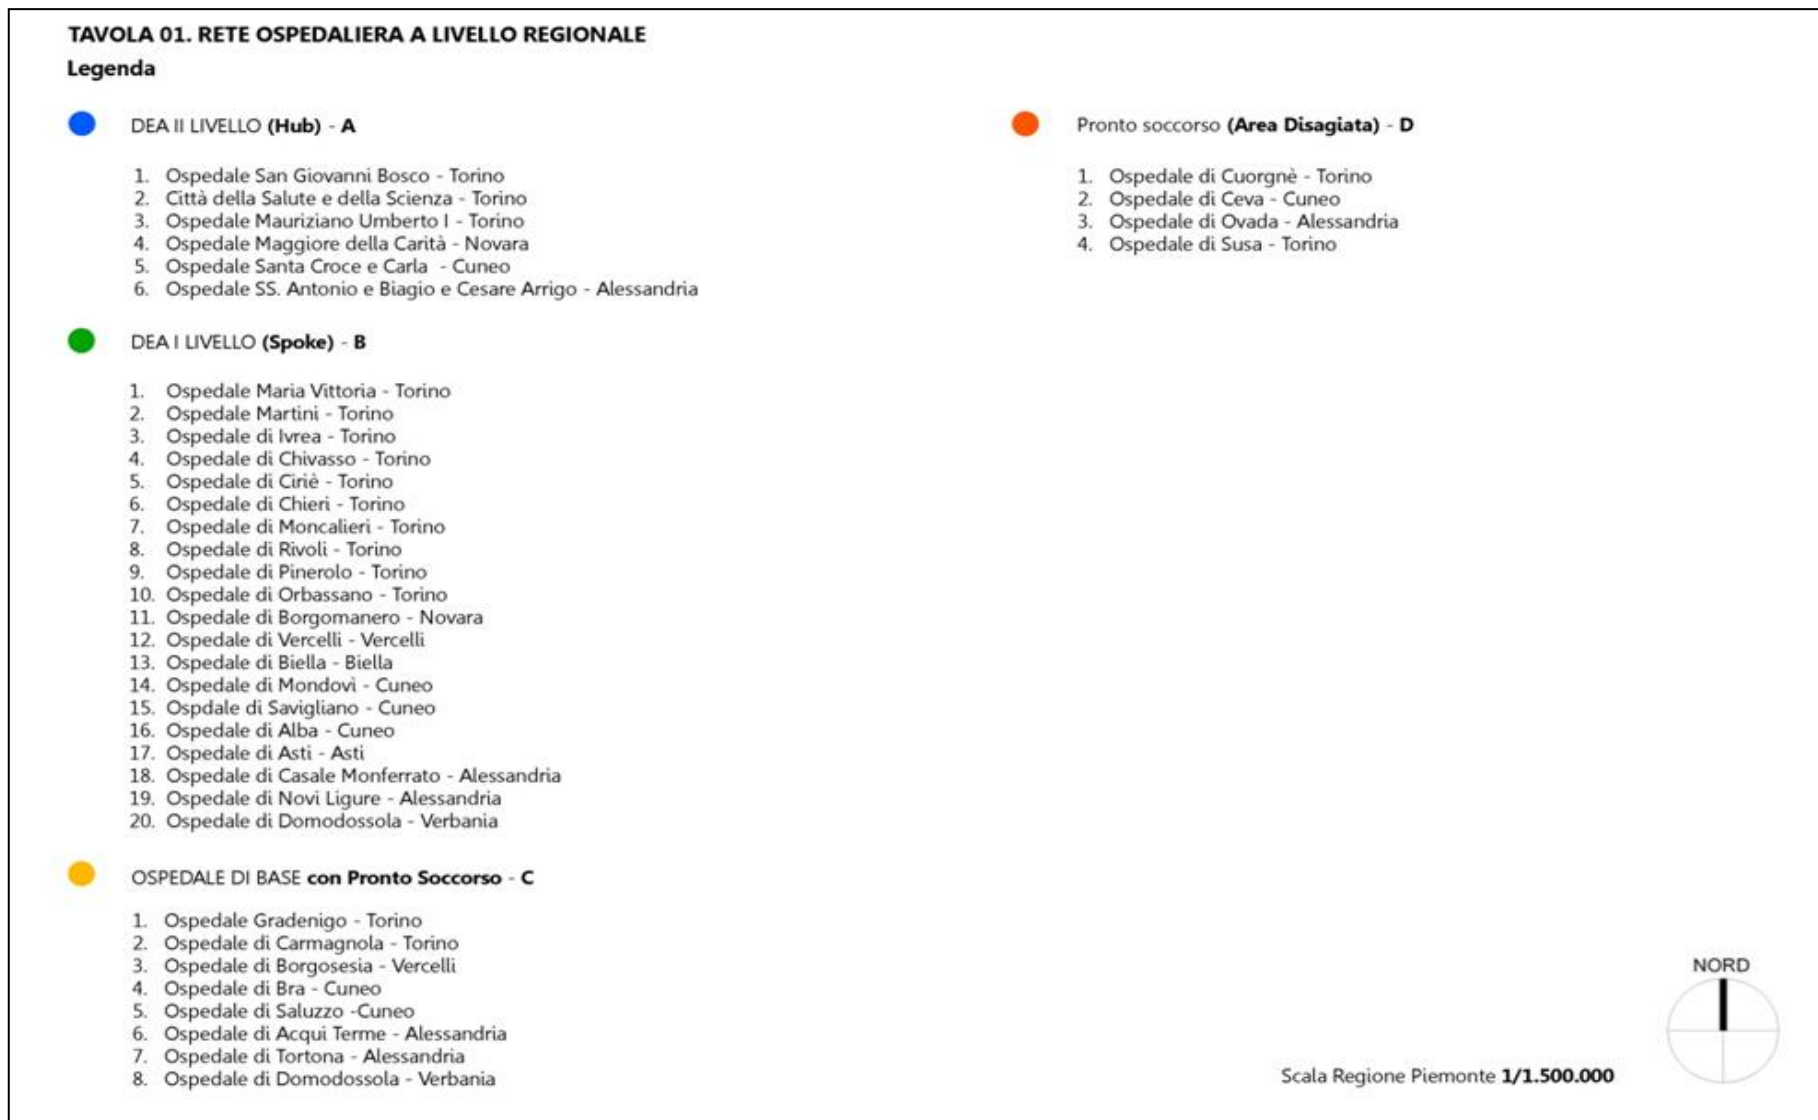 TAVOLA 01. RETE OSPEDALIERA A LIVELLO REGIONALE
Legenda
DEA II LIVELLO (Hub) - A
1. Ospedale San Giovanni Bosco - Torino
2. Città della Salute e della Scienza - Torino
3. Ospedale Mauriziano Umberto I - Torino
4. Ospedale Maggiore della Carità - Novara
5. Ospedale Santa Croce e Carla - Cuneo
6. Ospedale SS. Antonio e Biagio e Cesare Arrigo - Alessandria
DEA I LIVELLO (Spoke) - B
1. Ospedale Maria Vittoria - Torino
2. Ospedale Martini - Torino
3. Ospedale di Ivrea - Torino
4. Ospedale di Chivasso - Torino
5. Ospedale di Ciriè - Torino
6. Ospedale di Chieri - Torino
7. Ospedale di Moncalieri - Torino
8. Ospedale di Rivoli - Torino
9. Ospedale di Pinerolo - Torino
10. Ospedale di Orbassano - Torino
11. Ospedale di Borgomanero - Novara
12. Ospedale di Vercelli - Vercelli
13. Ospedale di Biella - Biella
14. Ospedale di Mondovì - Cuneo
15. Ospdale di Savigliano - Cuneo
16. Ospedale di Alba - Cuneo
17. Ospedale di Asti - Asti
18. Ospedale di Casale Monferrato - Alessandria
19. Ospedale di Novi Ligure - Alessandria
20. Ospedale di Domodossola - Verbania
OSPEDALE DI BASE con Pronto Soccorso - C
1. Ospedale Gradenigo - Torino
2. Ospedale di Carmagnola - Torino
3. Ospedale di Borgosesia - Vercelli
4. Ospedale di Bra - Cuneo
5. Ospedale di Saluzzo -Cuneo
6. Ospedale di Acqui Terme - Alessandria
7. Ospedale di Tortona - Alessandria
8. Ospedale di Domodossola - Verbania
Pronto soccorso (Area Disagiata) - D
1. Ospedale di Cuorgnè - Torino
2. Ospedale di Ceva - Cuneo
3. Ospedale di Ovada - Alessandria
4. Ospedale di Susa - Torino
NORD
Scala Regione Piemonte 1/1.500.000